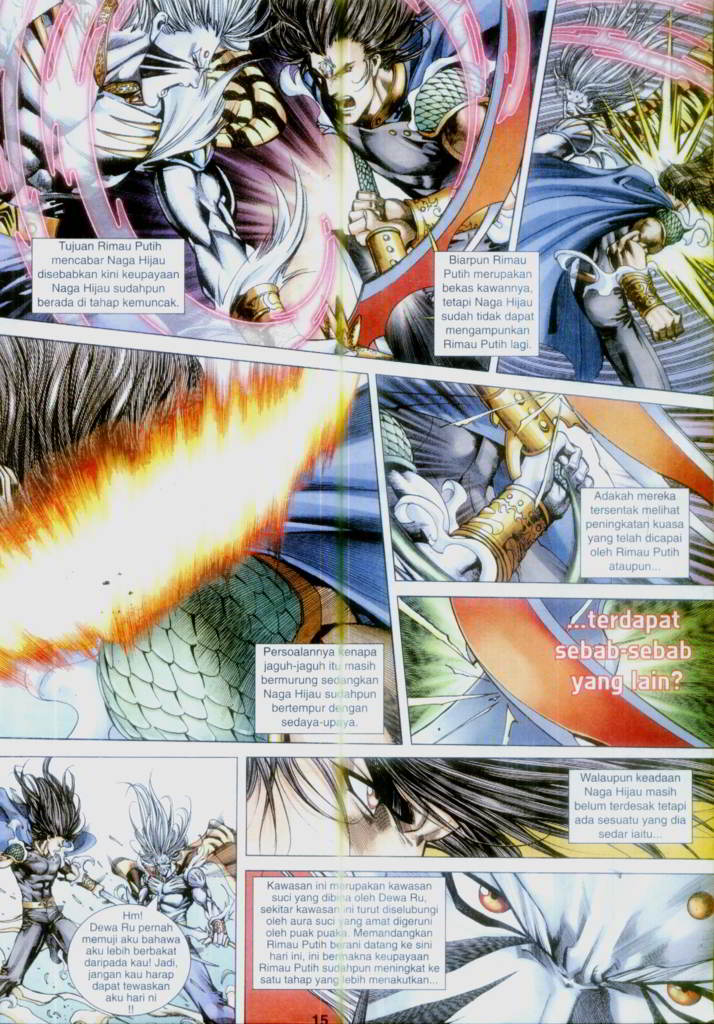 Tujuan Rimau Putih
mencabar Naga Hijau
disebabkan kini keupayaan
Naga Hijau sudahpun
berada di tahap kemuncak.
Biarpun Rimau
Putih merupakan
bekas kawannya,
tetapi Naga Hijau
sudah tidak dapat
mengampunkan
Rimau Putih lagi.
Adakah mereka
tersentak melihat
peningkatan kuasa
yang telah dicapai
oleh Rimau Putih
ataupun...
Persoalannya kenapa
jaguh-jaguh itu masih
bermurung sedangkan
Naga Hijau sudahpun
bertempur dengan
sedaya-upaya.
...terdapat
sebab-sebab
yang lain?
Walaupun keadaan
Naga Hijau masih
belum terdesak tetapi
ada sesuatu yang dia
sedar iaitu...
Hm!
Dewa Ru pernah
memuji aku bahawa
aku lebih berbakat
daripada kau! Jadi,
jangan kau harap
dapat tewaskan
aku hari ni
!!
Kawasan ini merupakan kawasan
suci yang dibina oleh Dewa Ru,
sekitar kawasan ini turut diselubungi
oleh aura suci yang amat digeruni
oleh puak puaka. Memandangkan
Rimau Putih berani datang ke sini
hari ini, ini bermakna keupayaan
Rimau Putih sudahpun meningkat ke
satu tahap yang lebih menakutkan...
15